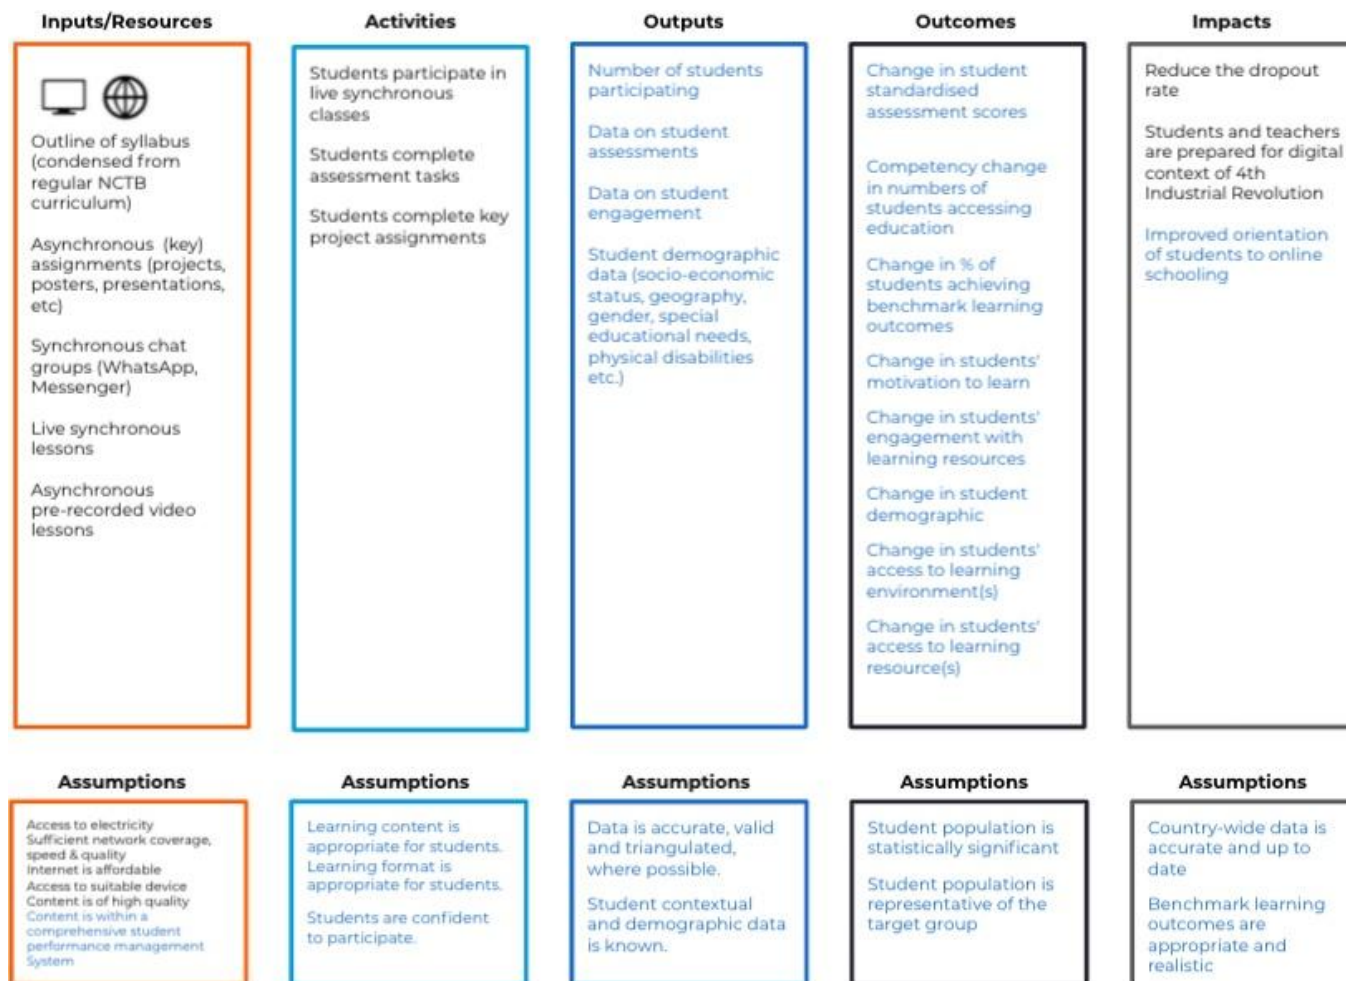 Inputs/Resources
Outline of syllabus
(condensed from
regular NCTB
curriculum)
Asynchronous (key)
assignments (projects,
posters, presentations,
etc)
Synchronous chat
groups (WhatsApp,
Messenger)
Live synchronous
lessons
Asynchronous
pre-recorded video
lessons
Activities
Students participate in
live synchronous
classes
Students complete
assessment tasks
Students complete key
project assignments
Outputs
Number of students
participating
Data on student
assessments
Data on student
engagement
Student demographic
data (socio-economic
status, geography,
gender, special
educational needs,
physical disabilities
etc.)
Outcomes
Change in student
standardised
assessment scores
Competency change
in numbers of
students accessing
education
Change in % of
students achieving
benchmark learning
outcomes
Change in students'
motivation to learn
Change in students'
engagement with
learning resources
Change in student
demographic
Change in students'
access to learning
environment(s)
Change in students'
access to learning
resource(s)
Impacts
Reduce the dropout
rate
Students and teachers
are prepared for digital
context of 4th
Industrial Revolution
Improved orientation
of students to online
schooling
Assumptions
Access to electricity
Sufficient network coverage,
speed & quality
Internet is affordable
Access to suitable device
Content is of high quality
Content is within a
comprehensive student
performance management
System
Assumptions
Learning content is
appropriate for students.
Learning format is
appropriate for students.
Students are confident
to participate.
Assumptions
Data is accurate, valid
and triangulated,
where possible.
Student contextual
and demographic data
is known.
Assumptions
Student population is
statistically significant
Student population is
representative of the
target group
Assumptions
Country-wide data is
accurate and up to
date
Benchmark learning
outcomes are
appropriate and
realistic